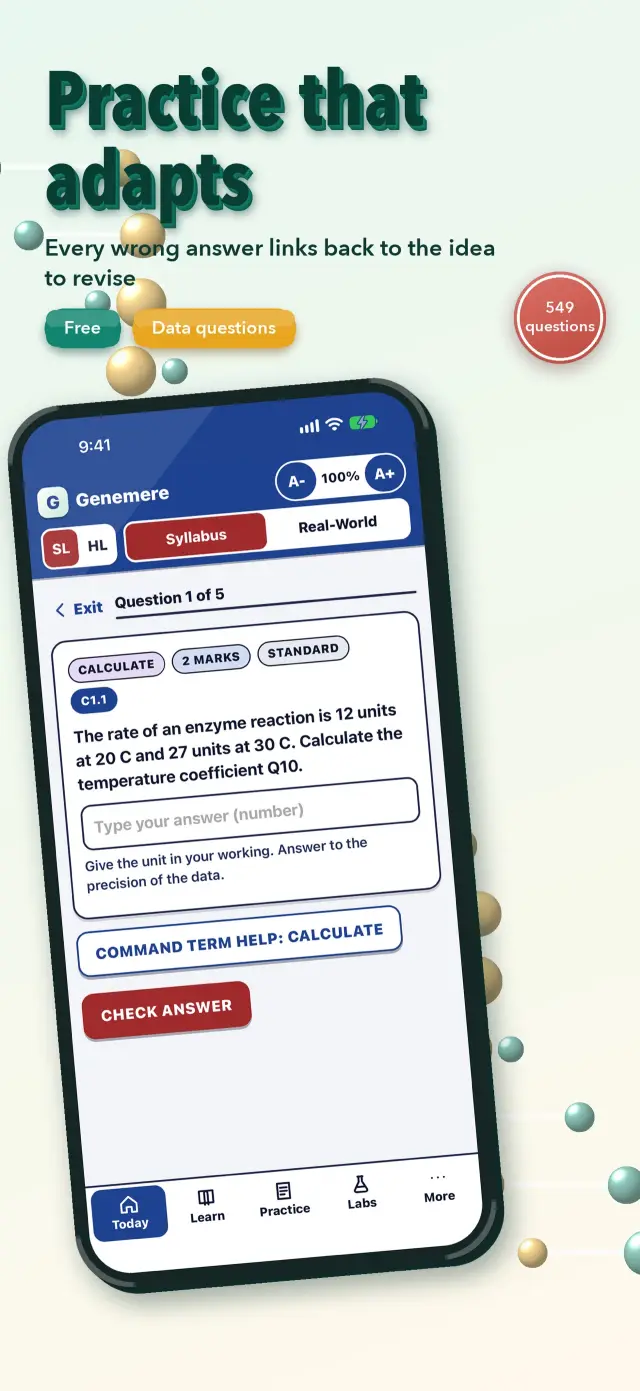 Practice that
adapts
Every wrong answer links back to the idea
to revise
Free
Data questions
549
questions
9:41
G
Genemere
A-
100%
A+
SL
HL
Syllabus
Real-World
Exit
Question 1 of 5
CALCULATE
2 MARKS
STANDARD
C1.1
The rate of an enzyme reaction is 12 units
at 20 C and 27 units at 30 C. Calculate the
temperature coefficient Q10.
Type your answer (number)
Give the unit in your working. Answer to the
precision of the data.
COMMAND TERM HELP: CALCULATE
CHECK ANSWER
Today
Learn
Practice
Labs
More